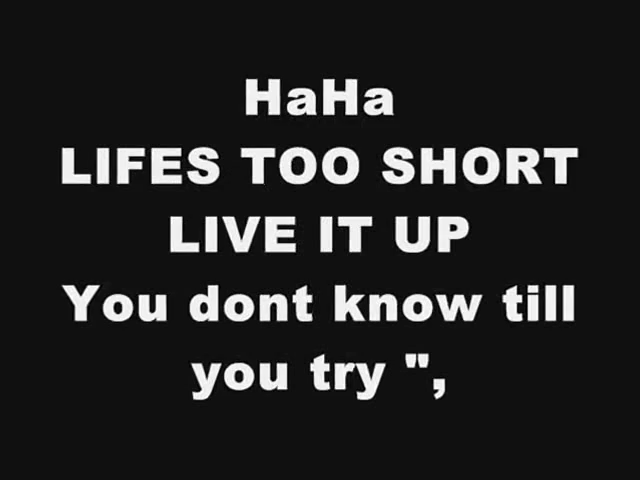 HaHa
LIFES TOO SHORT
LIVE IT UP
You dont know till
you try ",